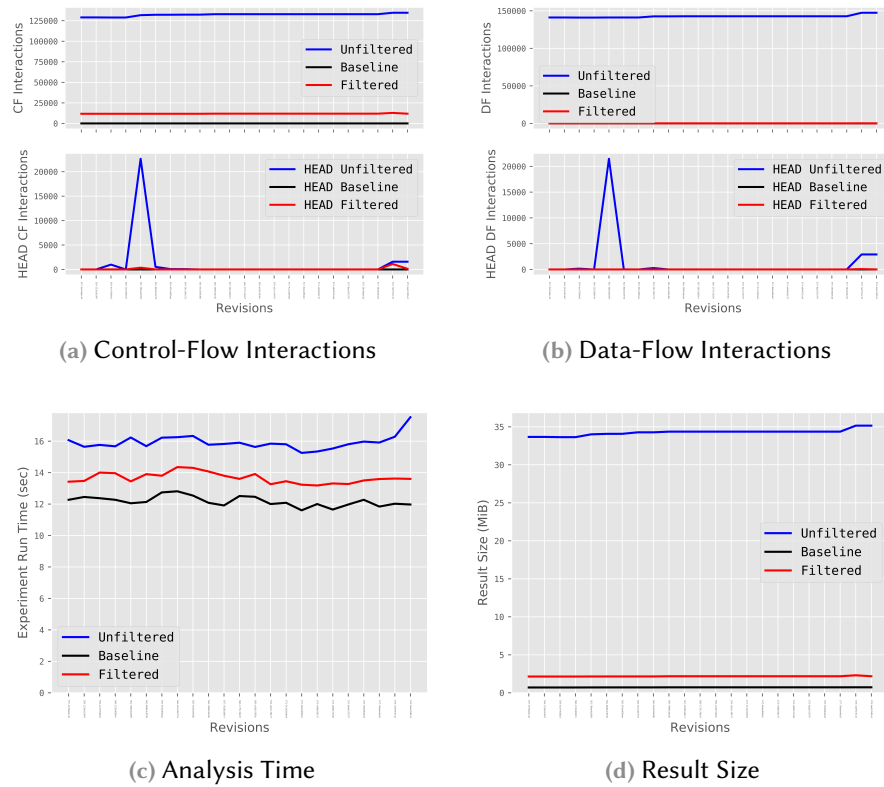 125000
100000
75000
50000
25000
0
CF Interactions
Unfiltered
Baseline
Filtered
20000
15000
10000
5000
0
HEAD CF Interactions
HEAD Unfiltered
HEAD Baseline
HEAD Filtered
Revisions
(a) Control-Flow Interactions
150000
100000
50000
0
DF Interactions
Unfiltered
Baseline
Filtered
20000
15000
10000
5000
0
HEAD DF Interactions
HEAD Unfiltered
HEAD Baseline
HEAD Filtered
Revisions
(b) Data-Flow Interactions
16
14
12
10
8
6
4
2
0
Experiment Run Time (sec)
Unfiltered
Baseline
Filtered
Revisions
(c) Analysis Time
35
30
25
20
15
10
5
0
Result Size (MiB)
Unfiltered
Baseline
Filtered
Revisions
(d) Result Size